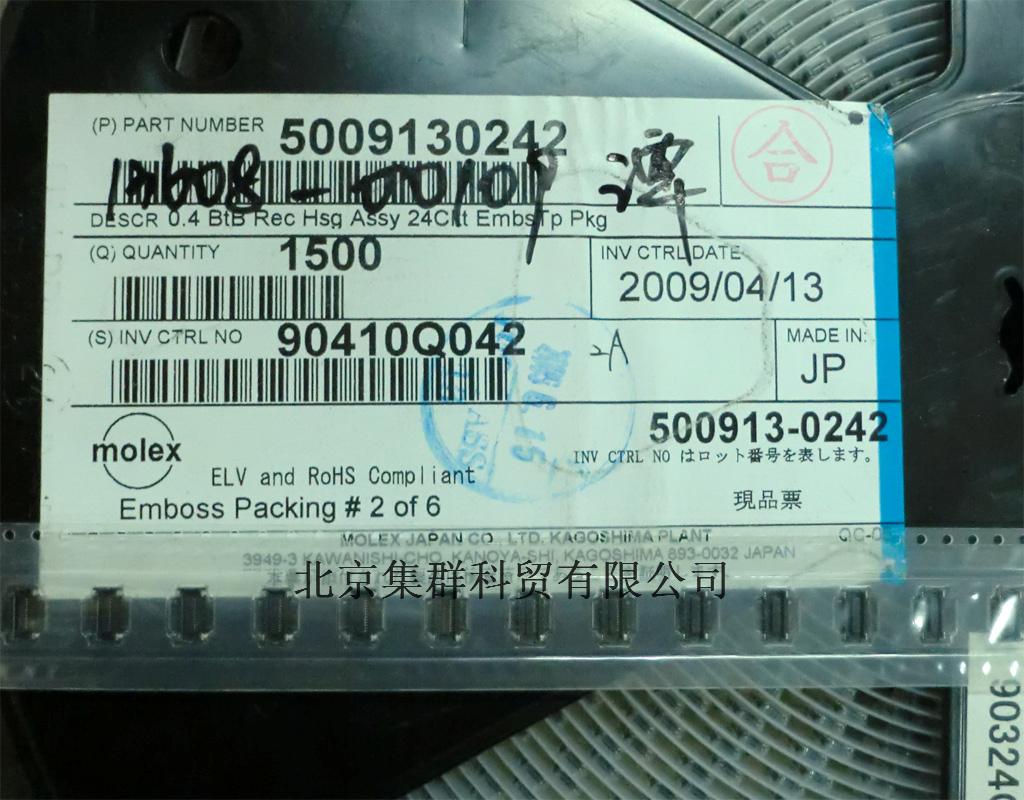 (P) PART NUMBER 5009130242
合
DESCR 0.4 BtB Rec Hsg Assy 24Ckt EmbsTp Pkg
(Q) QUANTITY 1500
INV CTRL DATE
2009/04/13
(S) INV CTRL NO 90410Q042
2A
MADE IN:
JP
molex
500913-0242
INV CTRL NO はロット番号を表します。
ELV and RoHS Compliant
Emboss Packing # 2 of 6
現品票
MOLEX JAPAN CO., LTD. KAGOSHIMA PLANT
3949-3 KAWANISHI-CHO, KANOYA-SHI, KAGOSHIMA 893-0032 JAPAN
北京集群科贸有限公司